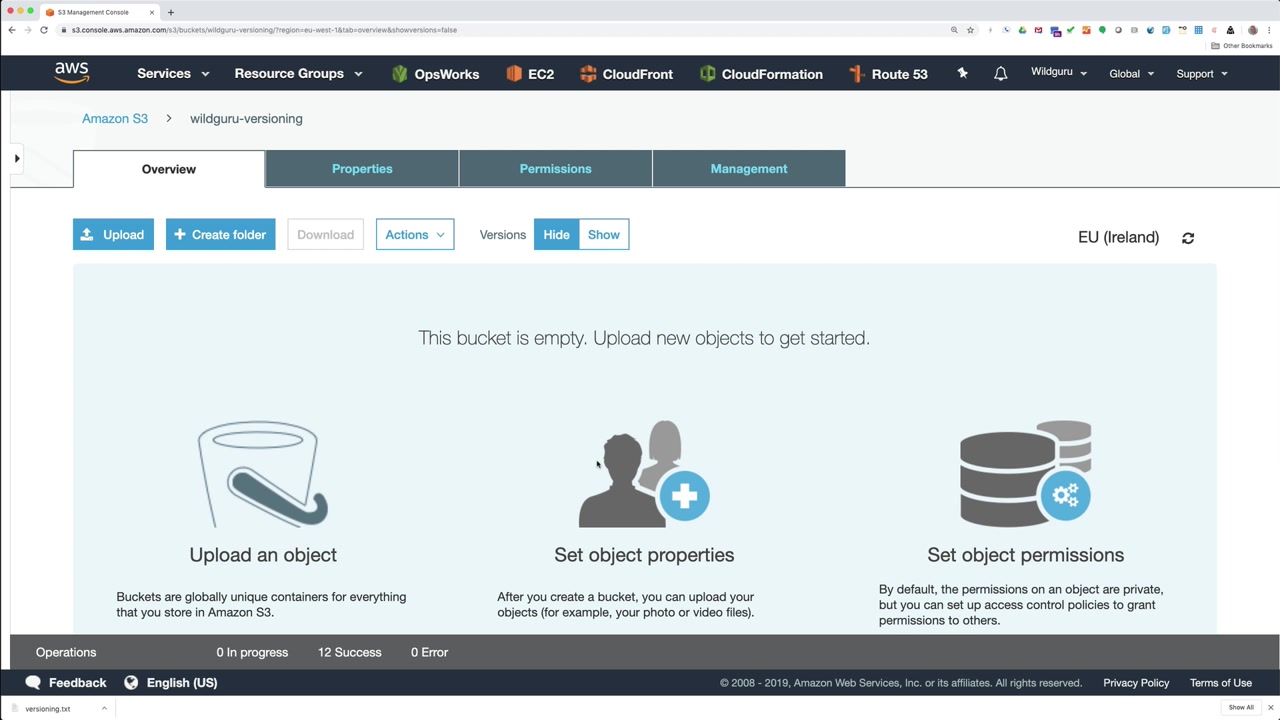 S3 Management Console
s3.console.aws.amazon.com/s3/buckets/wildguru-versioning/?region=eu-west-1&tab=overview&showversions=false
Other Bookmarks
aws
Services
Resource Groups
OpsWorks
EC2
CloudFront
CloudFormation
Route 53
Wildguru
Global
Support
Amazon S3 > wildguru-versioning
Overview
Properties
Permissions
Management
Upload
Create folder
Download
Actions
Versions
Hide
Show
EU (Ireland)
This bucket is empty. Upload new objects to get started.
Upload an object
Buckets are globally unique containers for everything
that you store in Amazon S3.
Set object properties
After you create a bucket, you can upload your
objects (for example, your photo or video files).
Set object permissions
By default, the permissions on an object are private,
but you can set up access control policies to grant
permissions to others.
Operations
0 In progress
12 Success
0 Error
Feedback
English (US)
© 2008 - 2019, Amazon Web Services, Inc. or its affiliates. All rights reserved.
Privacy Policy
Terms of Use
versioning.txt
Show All